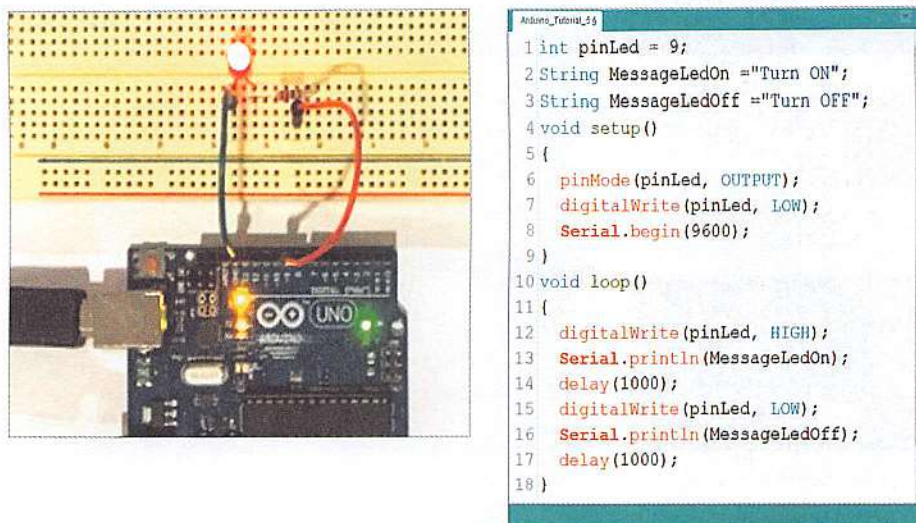 UNO
Arduino_Tutorial_5§
1 int pinLed = 9;
2 String MessageLedOn ="Turn ON";
3 String MessageLedOff ="Turn OFF";
4 void setup()
5 {
6 pinMode(pinLed, OUTPUT);
7 digitalWrite(pinLed, LOW);
8 Serial.begin(9600);
9 }
10 void loop()
11 {
12 digitalWrite(pinLed, HIGH);
13 Serial.println(MessageLedOn);
14 delay(1000);
15 digitalWrite(pinLed, LOW);
16 Serial.println(MessageLedOff);
17 delay(1000);
18 }